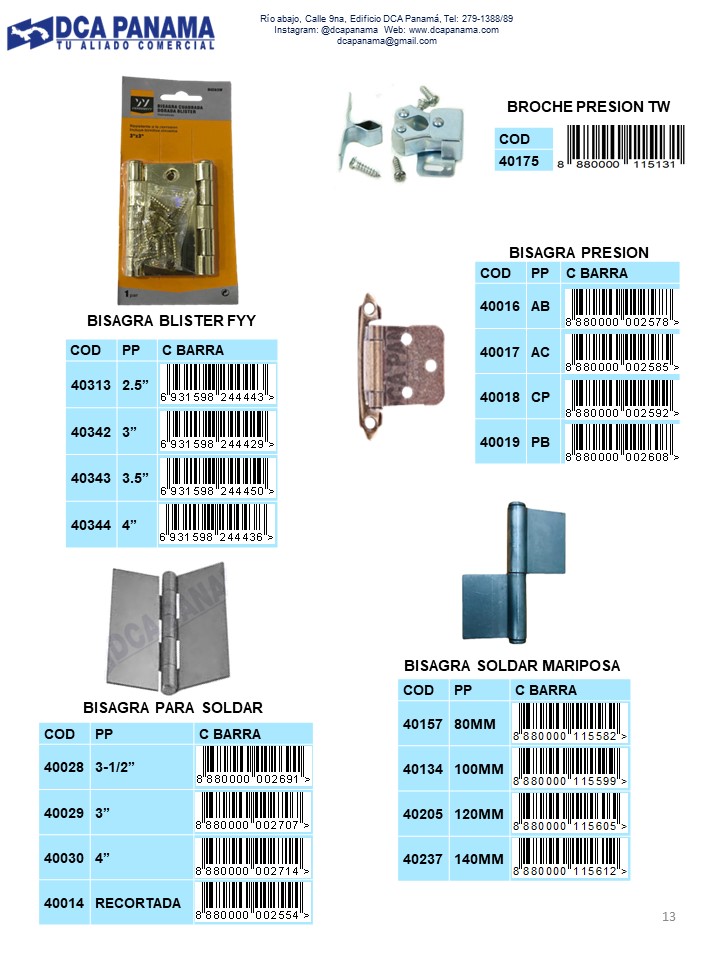 DCA PANAMA
TU ALIADO COMERCIAL
Río abajo, Calle 9na, Edificio DCA Panamá, Tel: 279-1388/89
Instagram: @dcapanama Web: www.dcapanama.com
dcapanama@gmail.com
BISAGRA CUADRADA
DORADA BLISTER
3"x3"
1 par
BISAGRA BLISTER FYY
COD PP C BARRA
40313 2.5” 6 931598 244443 >
40342 3” 6 931598 244429 >
40343 3.5” 6 931598 244450 >
40344 4” 6 931598 244436 >
BROCHE PRESION TW
COD
40175 8 880000 115131
BISAGRA PRESION
COD PP C BARRA
40016 AB 8 880000 002578 >
40017 AC 8 880000 002585 >
40018 CP 8 880000 002592 >
40019 PB 8 880000 002608 >
DCA PANAMA
DCA PANAMA
BISAGRA PARA SOLDAR
COD PP C BARRA
40028 3-1/2” 8 880000 002691 >
40029 3” 8 880000 002707 >
40030 4” 8 880000 002714 >
40014 RECORTADA 8 880000 002554 >
BISAGRA SOLDAR MARIPOSA
COD PP C BARRA
40157 80MM 8 880000 115582 >
40134 100MM 8 880000 115599 >
40205 120MM 8 880000 115605 >
40237 140MM 8 880000 115612 >
13